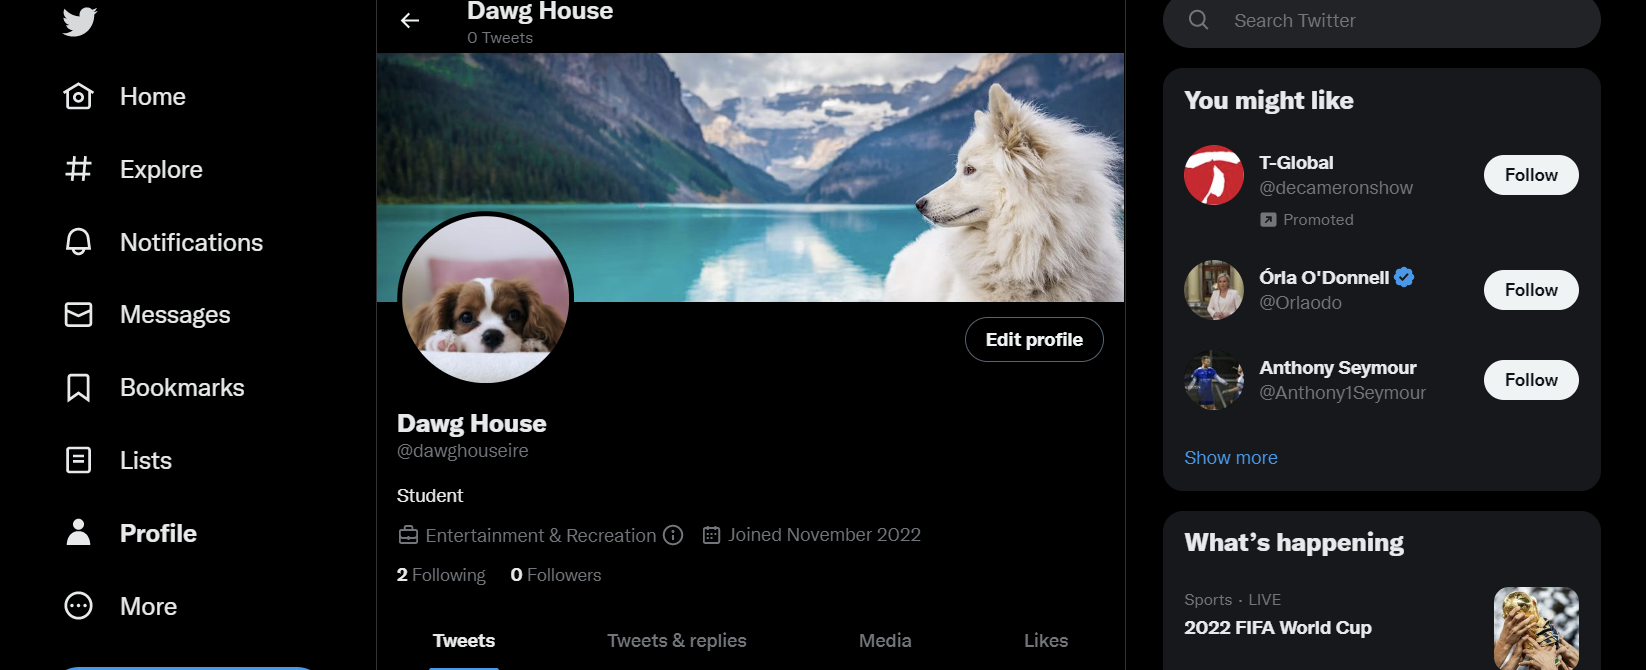 Dawg House
0 Tweets
Home
Explore
Notifications
Messages
Bookmarks
Lists
Profile
More
Edit profile
Dawg House
@dawghouseire
Student
Entertainment & Recreation Joined November 2022
2 Following 0 Followers
Tweets Tweets & replies Media Likes
Search Twitter
You might like
T-Global
@decameronshow
Promoted
Follow
Órla O'Donnell
@Orlaodo
Follow
Anthony Seymour
@Anthony1Seymour
Follow
Show more
What's happening
Sports · LIVE
2022 FIFA World Cup